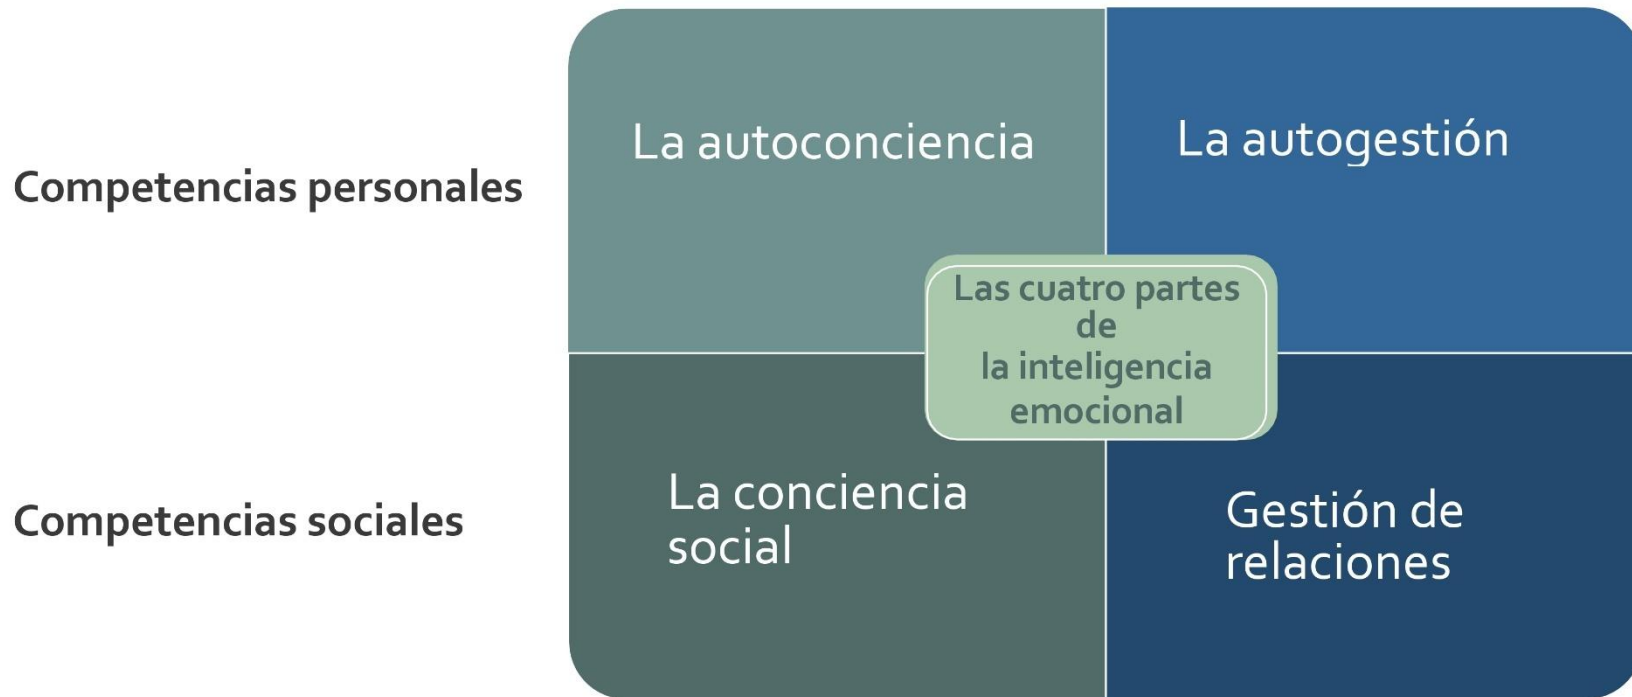 La autoconciencia
La autogestión
Competencias personales
Las cuatro partes
de
la inteligencia
emocional
La conciencia
social
Gestión de
relaciones
Competencias sociales